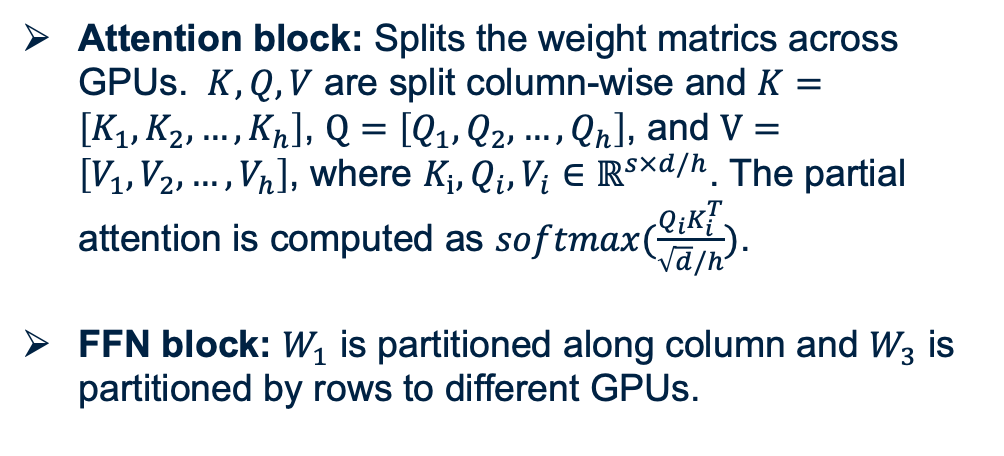 ➢ Attention block: Splits the weight matrics across
GPUs. K, Q, V are split column-wise and K =
[K₁, K₂, …, Kₕ], Q = [Q₁, Q₂, …, Qₕ], and V =
[V₁, V₂, …, Vₕ], where Kᵢ, Qᵢ, Vᵢ ∈ ℝ^{s×d/h}. The partial
attention is computed as softmax(\frac{QᵢKᵢᵀ}{√d/h}).
➢ FFN block: W₁ is partitioned along column and W₃ is
partitioned by rows to different GPUs.